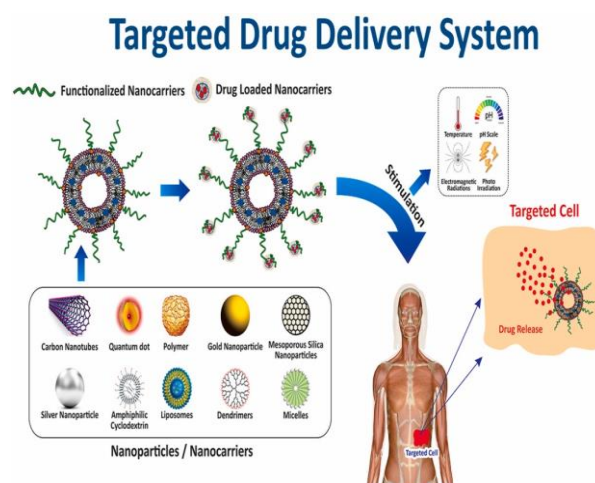 Targeted Drug Delivery System
Functionalized Nanocarriers
Drug Loaded Nanocarriers
Temperature
pH
pH Scale
Electromagnetic
Radiations
Photo
Irradiation
Stimulation
Targeted Cell
Drug Release
Carbon Nanotubes
Quantum dot
Polymer
Gold Nanoparticle
Mesoporous Silica
Nanoparticles
Silver Nanoparticle
Amphiphilic
Cyclodextrin
Liposomes
Dendrimers
Micelles
Nanoparticles / Nanocarriers
Targeted Cell